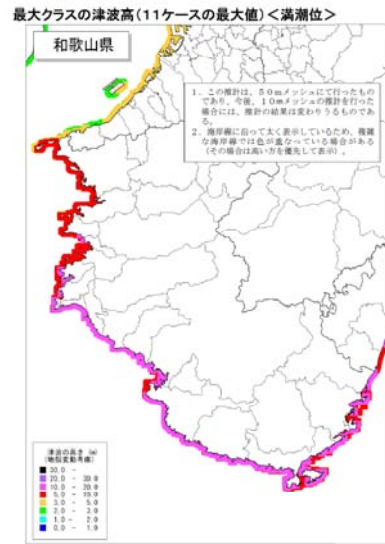 最大クラスの津波高(11ケースの最大値)<満潮位>
和歌山県
1. この推計は、50mメッシュにて行ったもの
であり、今後、10mメッシュの推計を行った
場合には、推計の結果は変わりうるものであ
る。
2. 海岸線に沿って太く表示しているため、複雑
な海岸線では色が重なっている場合がある
(その場合は高い方を優先して表示)。
津波の高さ (m)
(地殻変動考慮)
30.0 -
20.0 - 30.0
10.0 - 20.0
5.0 - 10.0
3.0 - 5.0
2.0 - 3.0
1.0 - 2.0
0.0 - 1.0